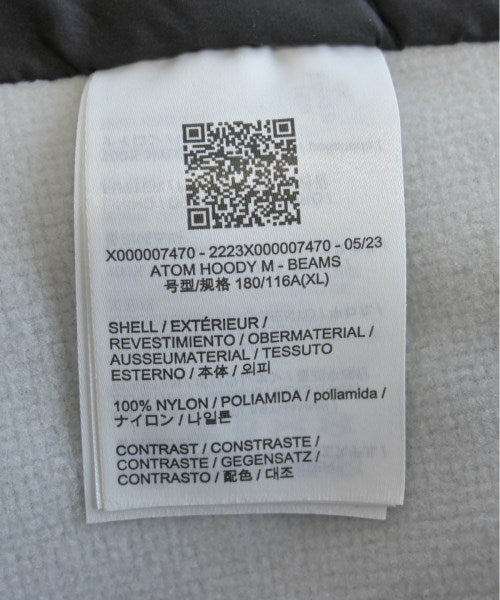 X000007470 - 2223X000007470 - 05/23
ATOM HOODY M - BEAMS
号型/规格 180/116A(XL)
SHELL / EXTÉRIEUR /
REVESTIMIENTO / OBERMATERIAL /
AUSSEUMATERIAL / TESSUTO
ESTERNO / 本体 / 외피
100% NYLON / POLIAMIDA / poliamida /
ナイロン / 나일론
CONTRAST / CONSTRASTE /
CONTRASTE / GEGENSATZ /
CONTRASTO / 配色 / 대조